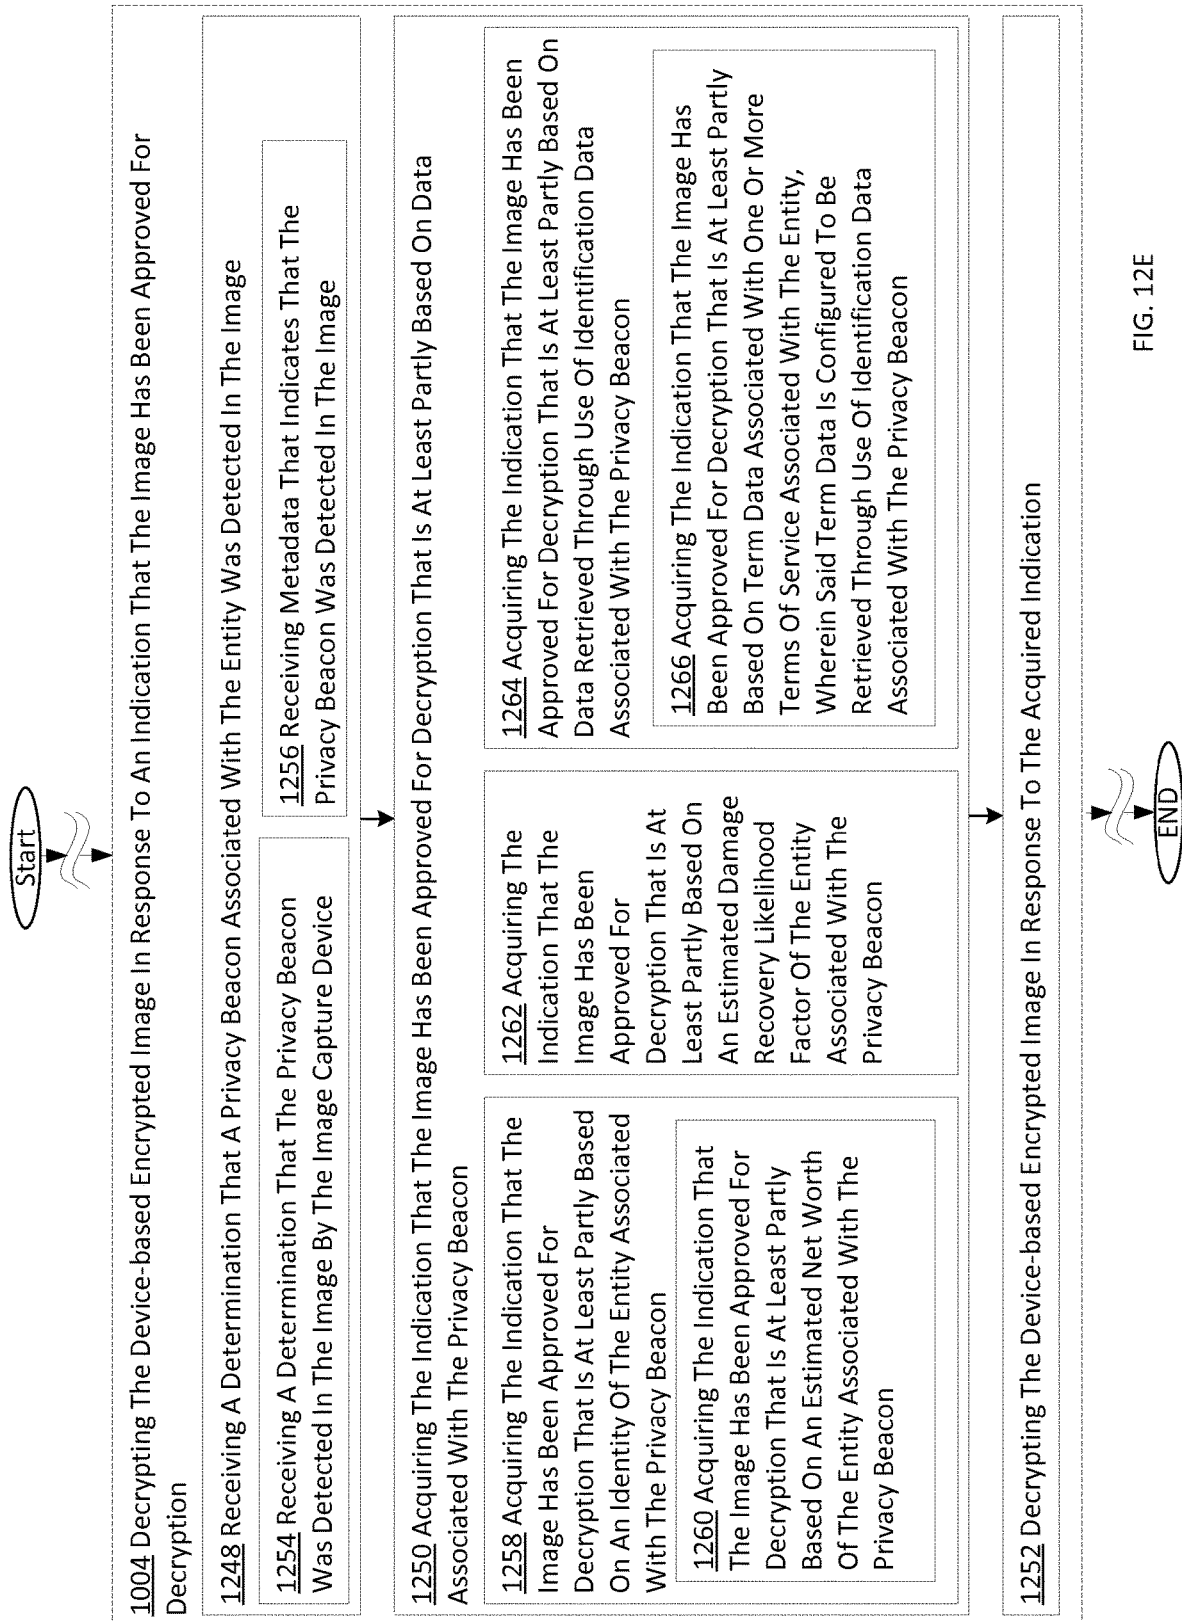 Start
1004 Decrypting The Device-based Encrypted Image In Response To An Indication That The Image Has Been Approved For
Decryption
1248 Receiving A Determination That A Privacy Beacon Associated With The Entity Was Detected In The Image
1254 Receiving A Determination That The Privacy Beacon
Was Detected In The Image By The Image Capture Device
1256 Receiving Metadata That Indicates That The
Privacy Beacon Was Detected In The Image
1250 Acquiring The Indication That The Image Has Been Approved For Decryption That Is At Least Partly Based On Data
Associated With The Privacy Beacon
1258 Acquiring The Indication That The
Image Has Been Approved For
Decryption That Is At Least Partly Based
On An Identity Of The Entity Associated
With The Privacy Beacon
1260 Acquiring The Indication That
The Image Has Been Approved For
Decryption That Is At Least Partly
Based On An Estimated Net Worth
Of The Entity Associated With The
Privacy Beacon
1262 Acquiring The
Indication That The
Image Has Been
Approved For
Decryption That Is At
Least Partly Based On
An Estimated Damage
Recovery Likelihood
Factor Of The Entity
Associated With The
Privacy Beacon
1264 Acquiring The Indication That The Image Has Been
Approved For Decryption That Is At Least Partly Based On
Data Retrieved Through Use Of Identification Data
Associated With The Privacy Beacon
1266 Acquiring The Indication That The Image Has
Been Approved For Decryption That Is At Least Partly
Based On Term Data Associated With One Or More
Terms Of Service Associated With The Entity,
Wherein Said Term Data Is Configured To Be
Retrieved Through Use Of Identification Data
Associated With The Privacy Beacon
1252 Decrypting The Device-based Encrypted Image In Response To The Acquired Indication
END
FIG. 12E